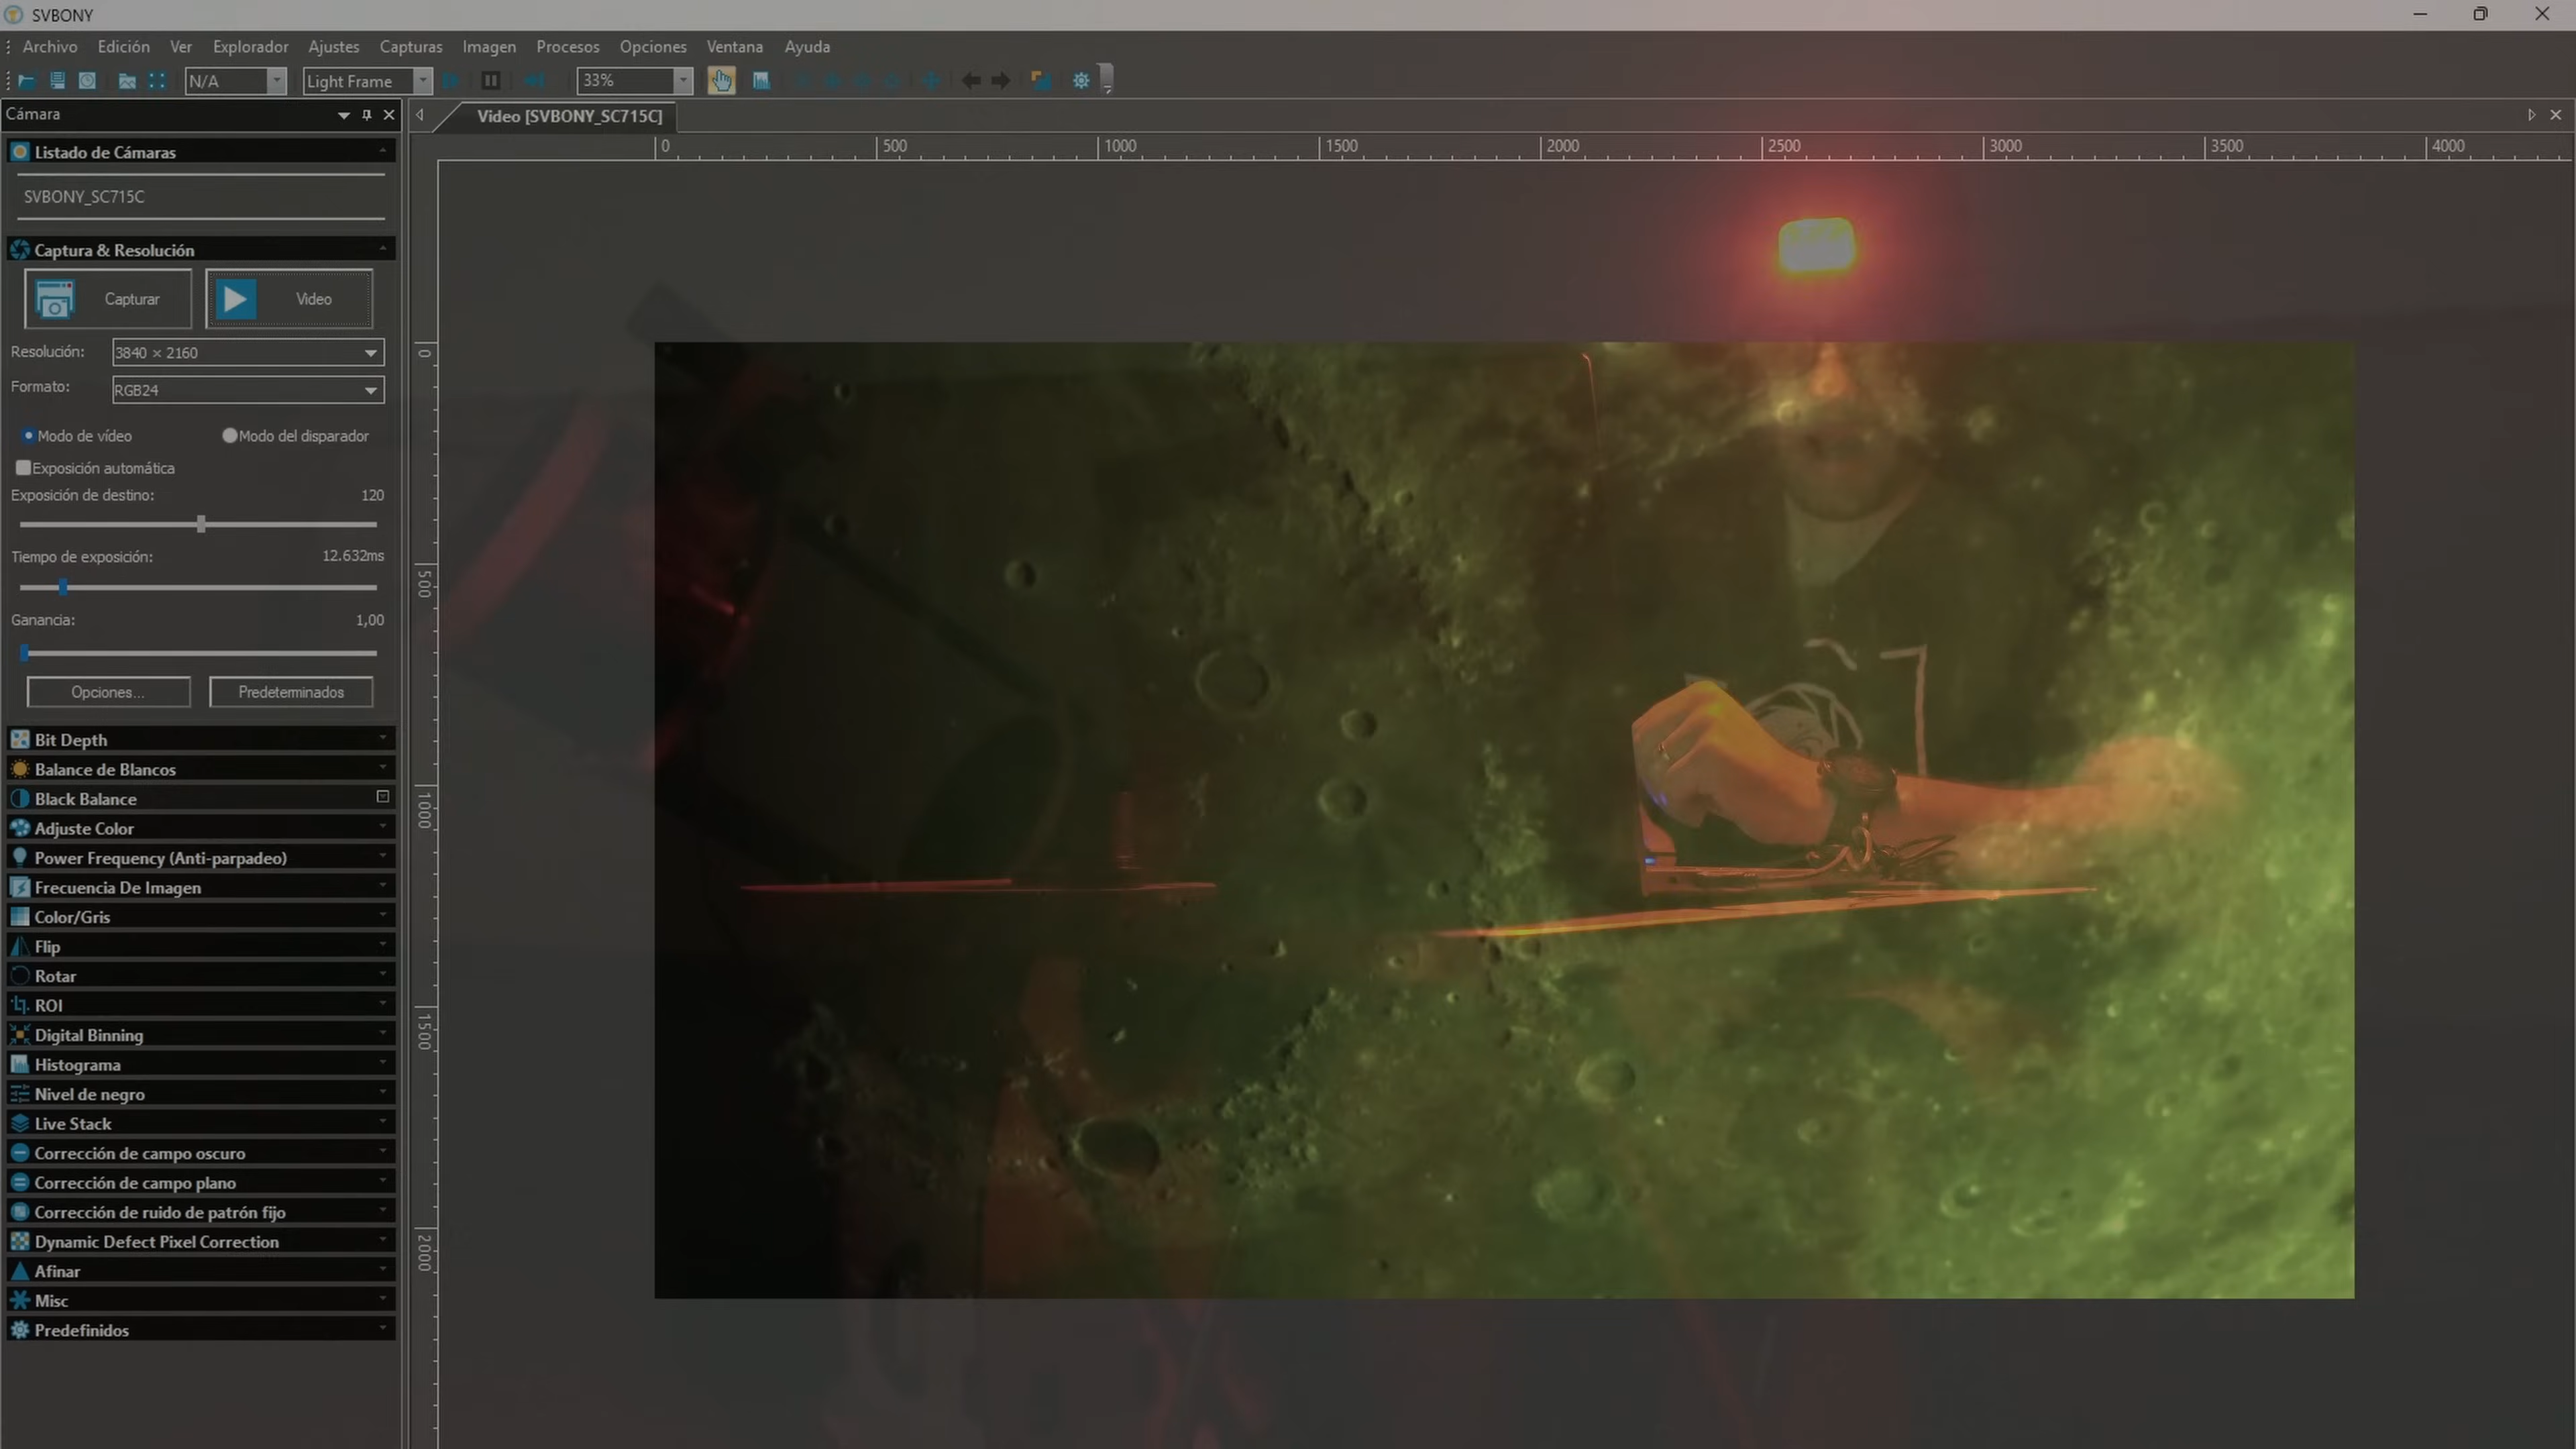 SVBONY
Archivo Edición Ver Explorador Ajustes Capturas Imagen Procesos Opciones Ventana Ayuda
N/A Light Frame 33%
Cámara
Video [SVBONY_SC715C]
0 500 1000 1500 2000 2500 3000 3500 4000
Listado de Cámaras
SVBONY_SC715C
Captura & Resolución
Capturar Video
Resolución: 3840 × 2160
Formato: RGB24
Modo de vídeo Modo del disparador
Exposición automática
Exposición de destino: 120
Tiempo de exposición: 12.632ms
Ganancia: 1,00
Opciones... Predeterminados
Bit Depth
Balance de Blancos
Black Balance
Adjuste Color
Power Frequency (Anti-parpadeo)
Frecuencia De Imagen
Color/Gris
Flip
Rotar
ROI
Digital Binning
Histograma
Nivel de negro
Live Stack
Corrección de campo oscuro
Corrección de campo plano
Corrección de ruido de patrón fijo
Dynamic Defect Pixel Correction
Afinar
Misc
Predefinidos
0
500
1000
1500
2000